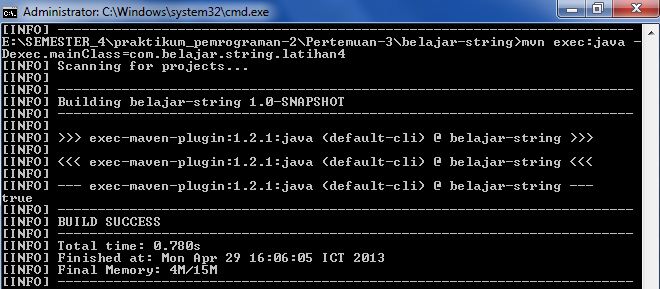 Administrator: C:\Windows\system32\cmd.exe
[INFO] ------------------------------------------------------------------------
E:\SEMESTER_4\praktikum_pemrograman-2\Pertemuan-3\belajar-string>mvn exec:java -
Dexec.mainClass=com.belajar.string.latihan4
[INFO] Scanning for projects...
[INFO]
[INFO] ------------------------------------------------------------------------
[INFO] Building belajar-string 1.0-SNAPSHOT
[INFO] ------------------------------------------------------------------------
[INFO]
[INFO] >>> exec-maven-plugin:1.2.1:java (default-cli) @ belajar-string >>>
[INFO]
[INFO] <<< exec-maven-plugin:1.2.1:java (default-cli) @ belajar-string <<<
[INFO]
[INFO] --- exec-maven-plugin:1.2.1:java (default-cli) @ belajar-string ---
true
[INFO] ------------------------------------------------------------------------
[INFO] BUILD SUCCESS
[INFO] ------------------------------------------------------------------------
[INFO] Total time: 0.780s
[INFO] Finished at: Mon Apr 29 16:06:05 ICT 2013
[INFO] Final Memory: 4M/15M
[INFO] ------------------------------------------------------------------------